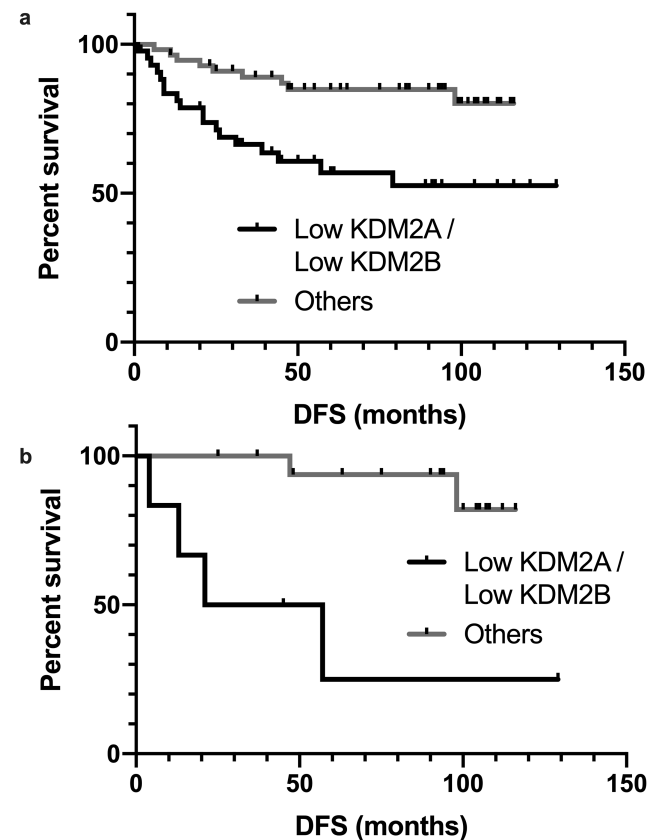 a
Percent survival
100
50
0
Low KDM2A /
Low KDM2B
Others
0 50 100 150
DFS (months)
b
Percent survival
100
50
0
Low KDM2A /
Low KDM2B
Others
0 50 100 150
DFS (months)